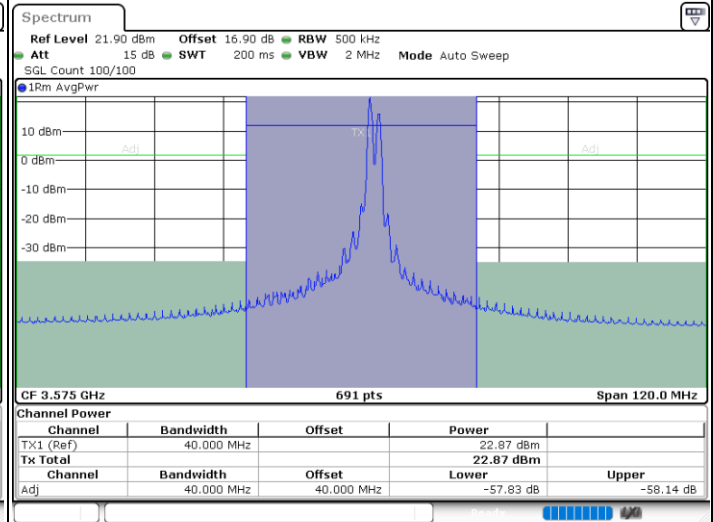 Spectrum
Ref Level 21.90 dBm Offset 16.90 dB RBW 500 kHz
Att 15 dB SWT 200 ms VBW 2 MHz Mode Auto Sweep
SGL Count 100/100
1Rm AvgPwr
10 dBm
TX1
Adj
Adj
0 dBm
-10 dBm
-20 dBm
-30 dBm
CF 3.575 GHz 691 pts Span 120.0 MHz
Channel Power
Channel Bandwidth Offset Power
TX1 (Ref) 40.000 MHz 22.87 dBm
Tx Total 22.87 dBm
Channel Bandwidth Offset Lower Upper
Adj 40.000 MHz 40.000 MHz -57.83 dB -58.14 dB
Ready